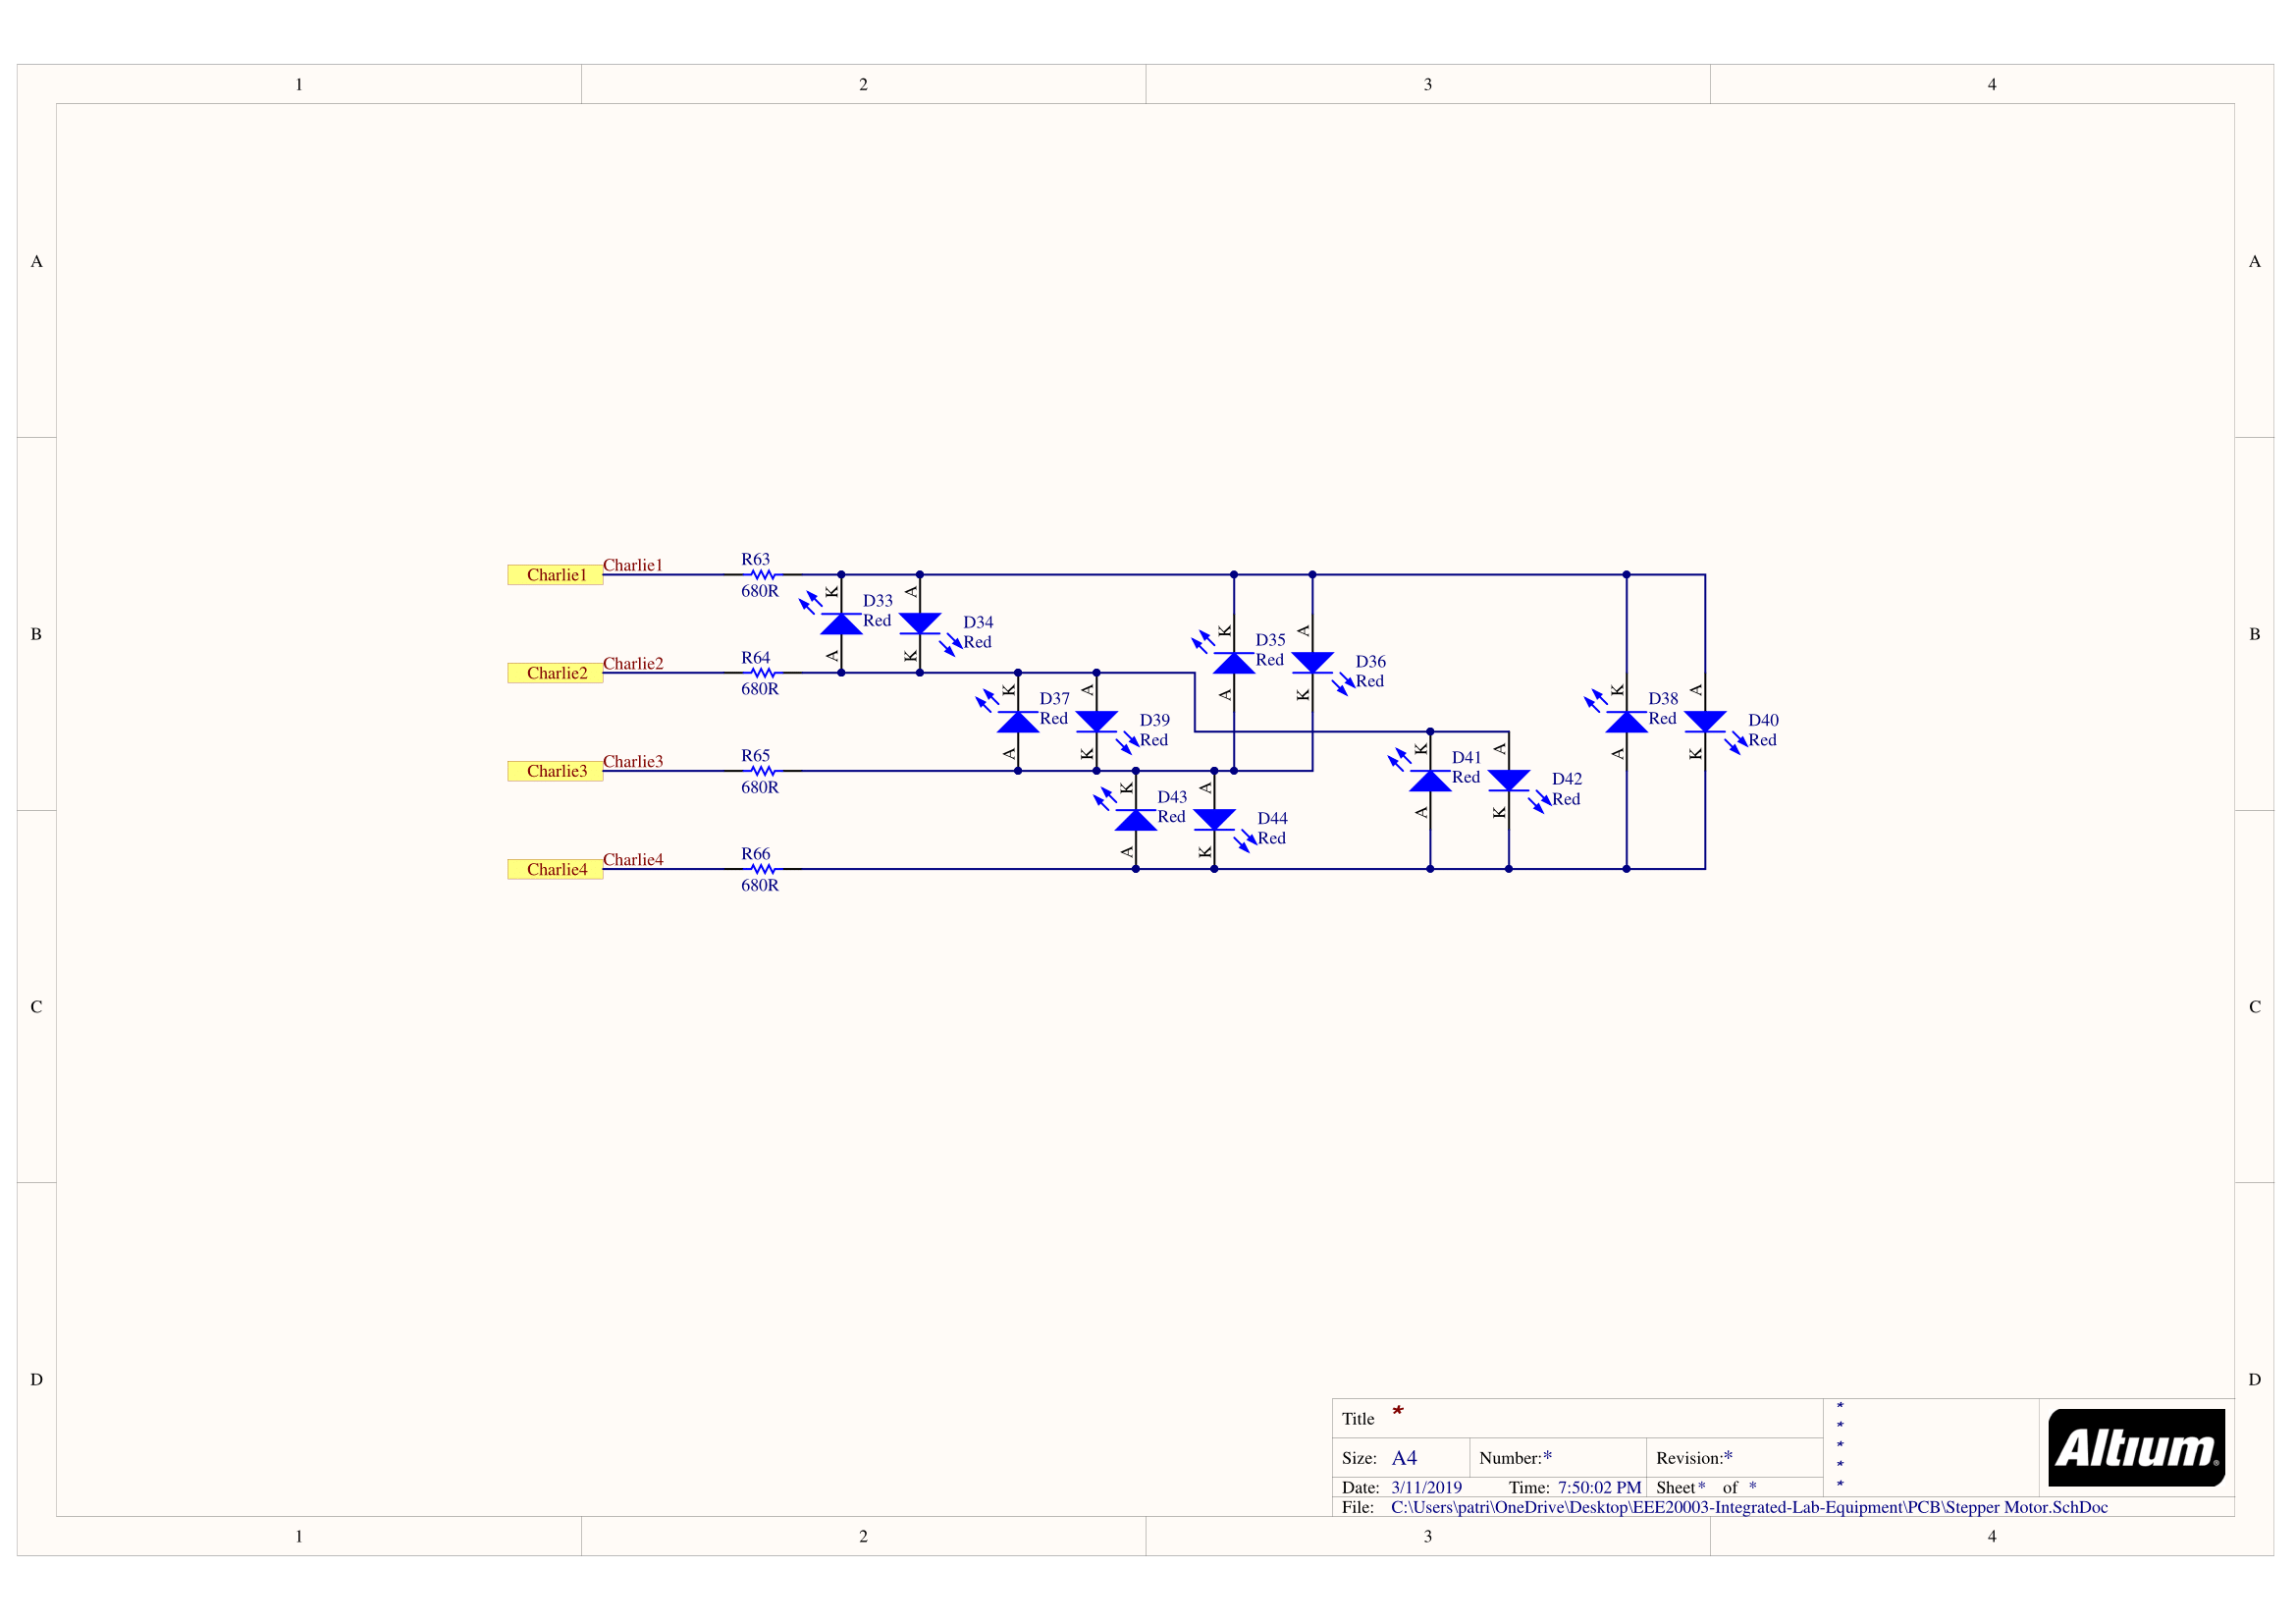 1 2 3 4
A A
B B
C C
D D
Charlie1 Charlie1 R63
680R
K A D33
Red
D34
Red
A K
Charlie2 Charlie2 R64
680R
K A D35
Red
D36
Red
A K
K A D37
Red
D39
Red
A K
K A D38
Red
D40
Red
A K
Charlie3 Charlie3 R65
680R
K A D41
Red
D42
Red
A K
K A D43
Red
D44
Red
A K
Charlie4 Charlie4 R66
680R
Title *
Size: A4 Number:* Revision:*
Date: 3/11/2019 Time: 7:50:02 PM Sheet * of *
File: C:\Users\patri\OneDrive\Desktop\EEE20003-Integrated-Lab-Equipment\PCB\Stepper Motor.SchDoc
*
*
*
*
*
Altium®
1 2 3 4